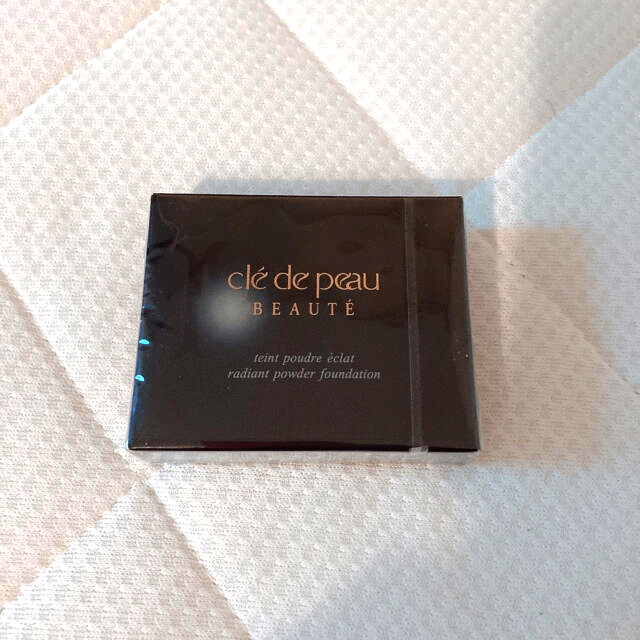 clé de peau
BEAUTÉ
teint poudre éclat
radiant powder foundation